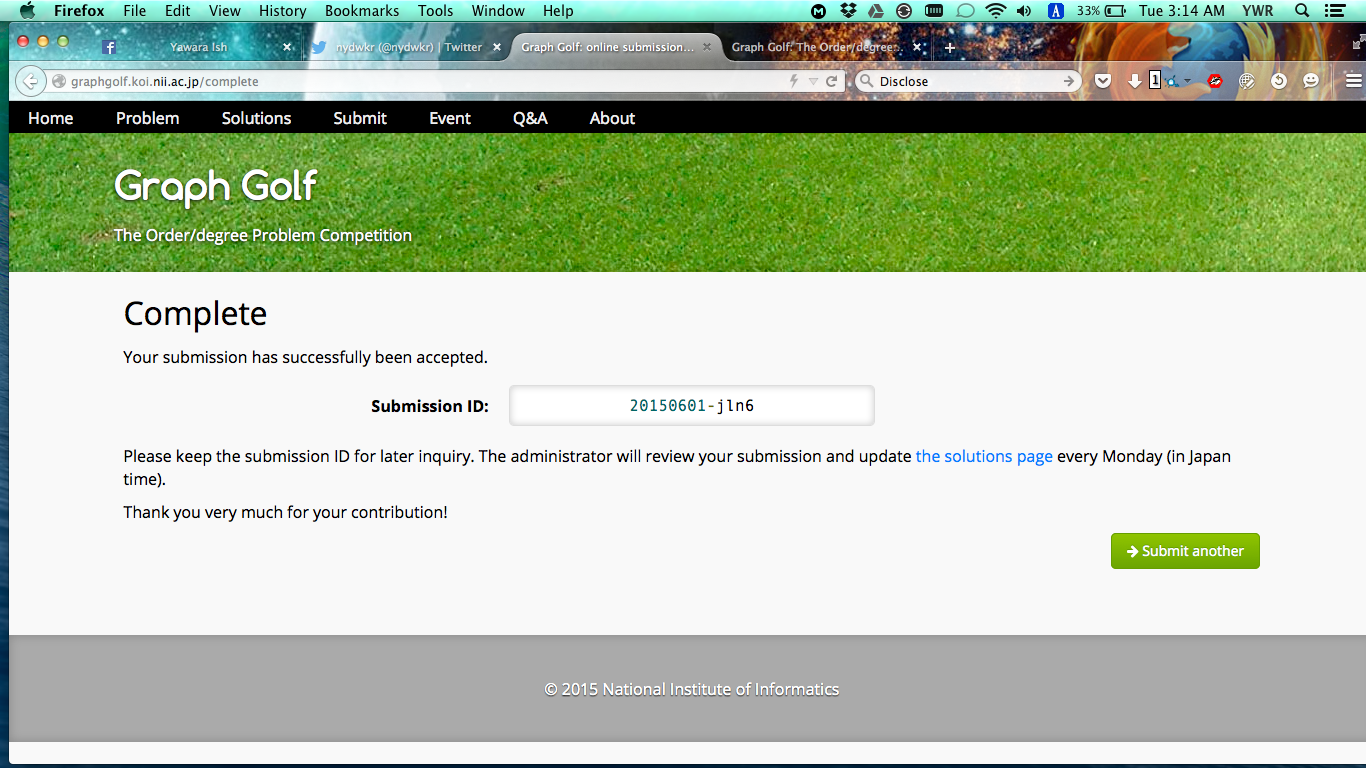 Firefox File Edit View History Bookmarks Tools Window Help 33% Tue 3:14 AM YWR
Yawara Ish nydwkr (@nydwkr) | Twitter Graph Golf: online submission... Graph Golf: The Order/degree...
graphgolf.koi.nii.ac.jp/complete Disclose 1
Home Problem Solutions Submit Event Q&A About
Graph Golf
The Order/degree Problem Competition
Complete
Your submission has successfully been accepted.
Submission ID: 20150601-jln6
Please keep the submission ID for later inquiry. The administrator will review your submission and update the solutions page every Monday (in Japan
time).
Thank you very much for your contribution!
Submit another
© 2015 National Institute of Informatics